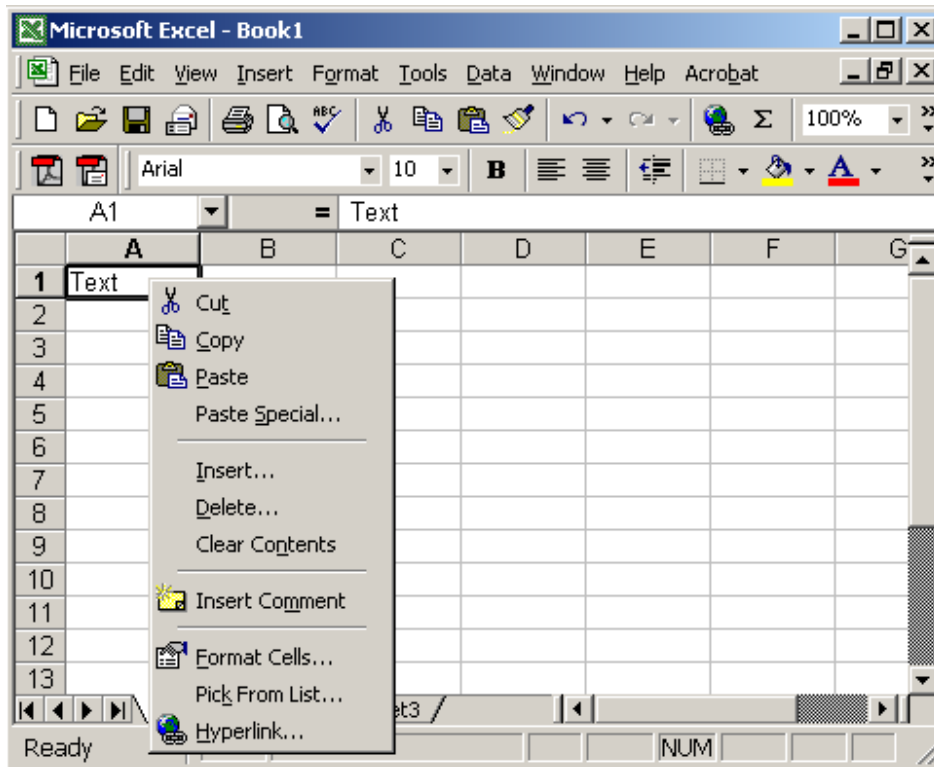 Microsoft Excel - Book1
File Edit View Insert Format Tools Data Window Help Acrobat
ABC Σ 100%
Arial 10 B A
A1 = Text
A B C D E F G
1 Text
2
3
4
5
6
7
8
9
10
11
12
13
Cut
Copy
Paste
Paste Special...
Insert...
Delete...
Clear Contents
Insert Comment
Format Cells...
Pick From List...
Hyperlink...
et3
Ready NUM